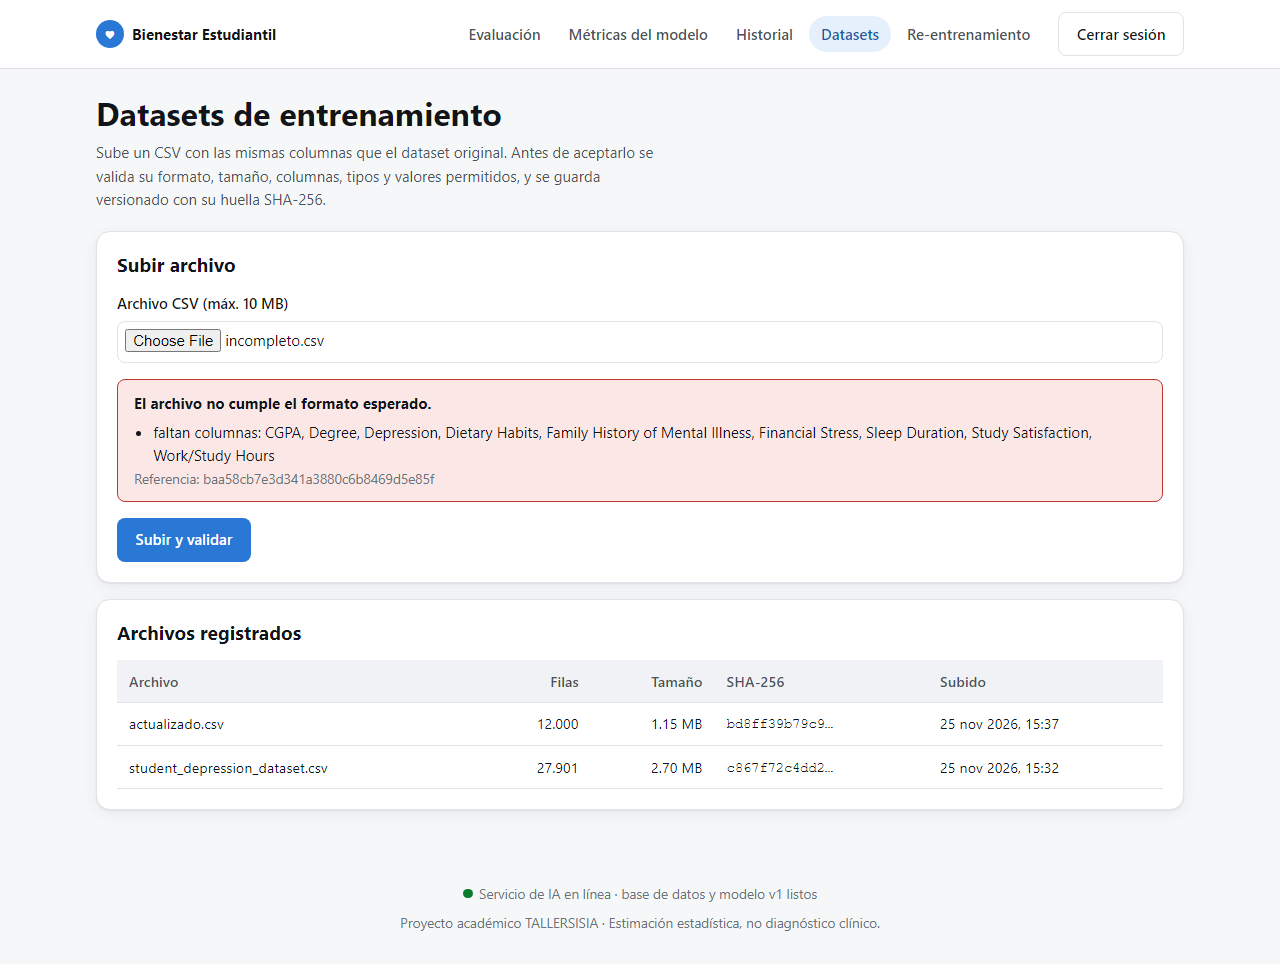 Bienestar Estudiantil
Evaluación
Métricas del modelo
Historial
Datasets
Re-entrenamiento
Cerrar sesión
Datasets de entrenamiento
Sube un CSV con las mismas columnas que el dataset original. Antes de aceptarlo se
valida su formato, tamaño, columnas, tipos y valores permitidos, y se guarda
versionado con su huella SHA-256.
Subir archivo
Archivo CSV (máx. 10 MB)
Choose File incompleto.csv
El archivo no cumple el formato esperado.
• faltan columnas: CGPA, Degree, Depression, Dietary Habits, Family History of Mental Illness, Financial Stress, Sleep Duration, Study Satisfaction,
Work/Study Hours
Referencia: baa58cb7e3d341a3880c6b8469d5e85f
Subir y validar
Archivos registrados
Archivo Filas Tamaño SHA-256 Subido
actualizado.csv 12.000 1.15 MB bd8ff39b79c9… 25 nov 2026, 15:37
student_depression_dataset.csv 27.901 2.70 MB c867f72c4dd2… 25 nov 2026, 15:32
Servicio de IA en línea · base de datos y modelo v1 listos
Proyecto académico TALLERSISIA · Estimación estadística, no diagnóstico clínico.